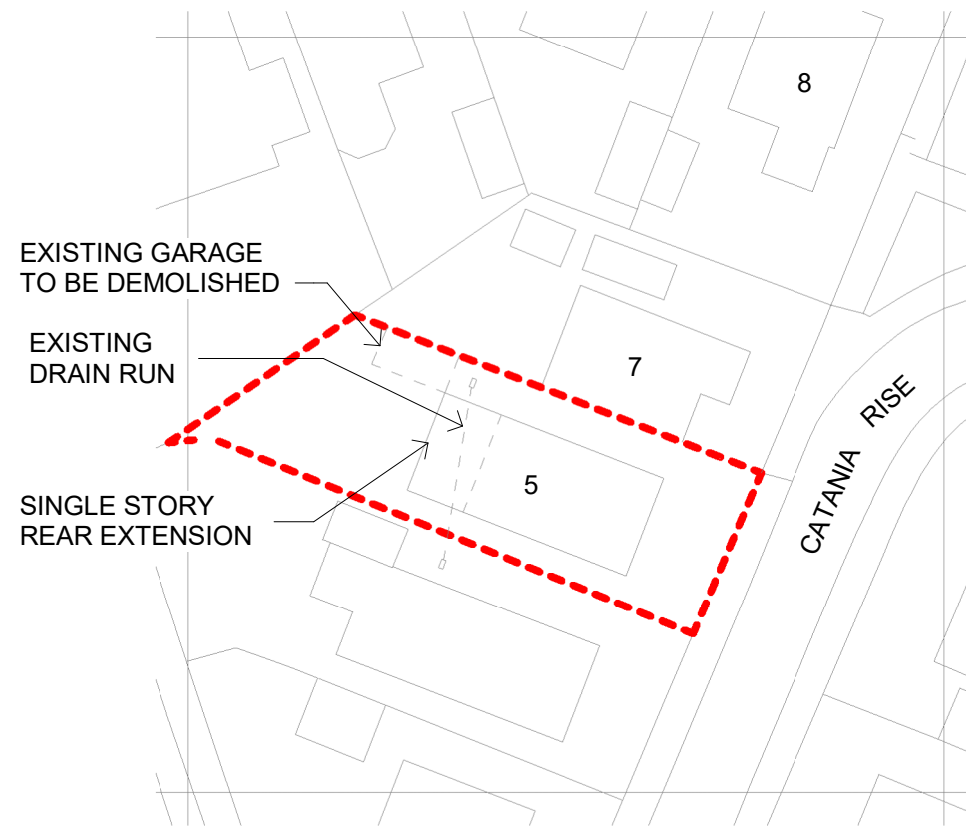 8
EXISTING GARAGE
TO BE DEMOLISHED
EXISTING
DRAIN RUN
7
CATANIA RISE
5
SINGLE STORY
REAR EXTENSION